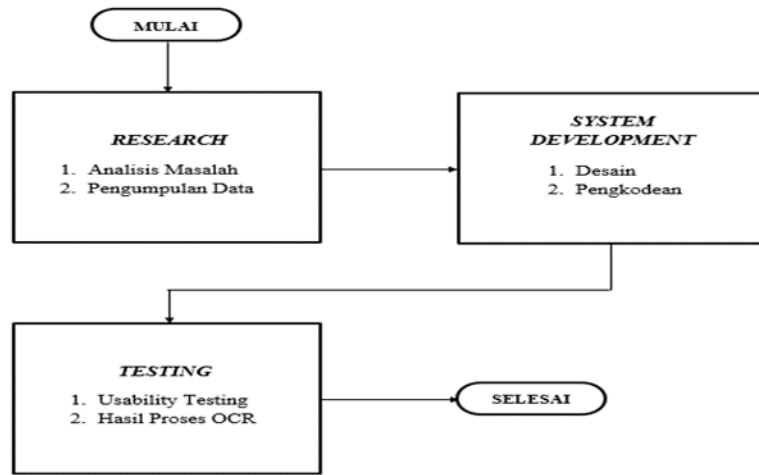 MULAI
RESEARCH
1. Analisis Masalah
2. Pengumpulan Data
SYSTEM
DEVELOPMENT
1. Desain
2. Pengkodean
TESTING
1. Usability Testing
2. Hasil Proses OCR
SELESAI